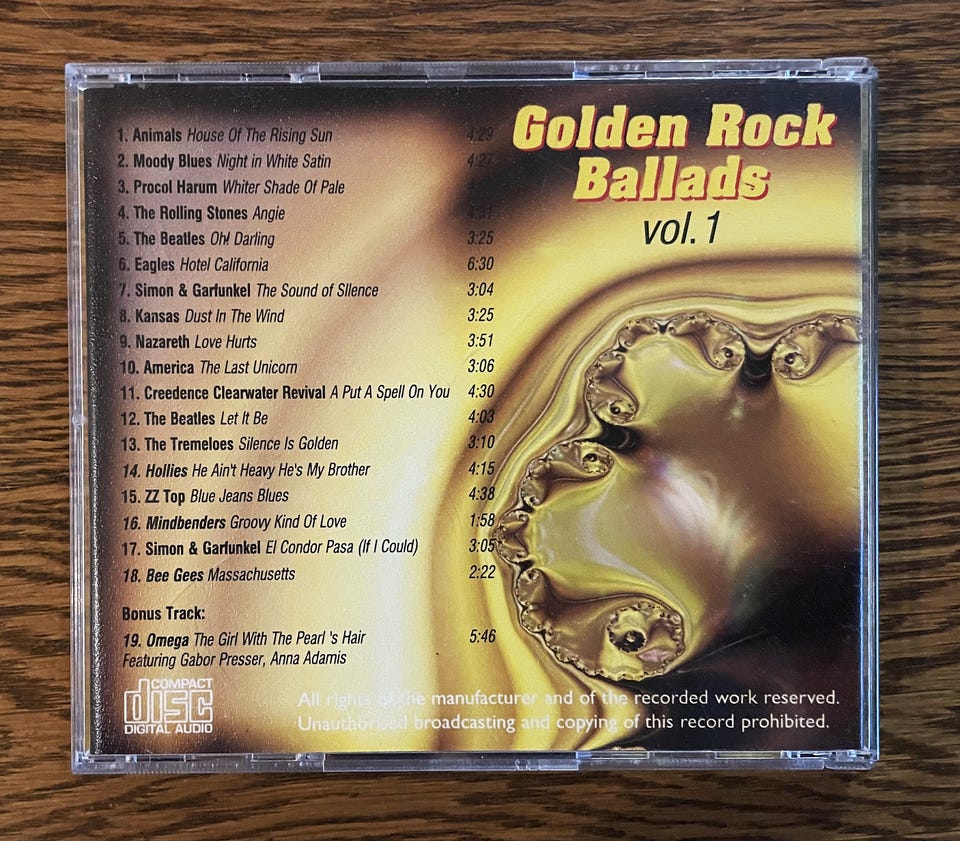 Golden Rock
Ballads
vol.1
1. Animals House Of The Rising Sun 4:29
2. Moody Blues Night in White Satin 4:27
3. Procol Harum Whiter Shade Of Pale
4. The Rolling Stones Angie 4:31
5. The Beatles Oh! Darling 3:25
6. Eagles Hotel California 6:30
7. Simon & Garfunkel The Sound of SIlence 3:04
8. Kansas Dust In The Wind 3:25
9. Nazareth Love Hurts 3:51
10. America The Last Unicorn 3:06
11. Creedence Clearwater Revival A Put A Spell On You 4:30
12. The Beatles Let It Be 4:03
13. The Tremeloes Silence Is Golden 3:10
14. Hollies He Ain't Heavy He's My Brother 4:15
15. ZZ Top Blue Jeans Blues 4:38
16. Mindbenders Groovy Kind Of Love 1:58
17. Simon & Garfunkel El Condor Pasa (If I Could) 3:05
18. Bee Gees Massachusetts 2:22
Bonus Track:
19. Omega The Girl With The Pearl 's Hair 5:46
Featuring Gabor Presser, Anna Adamis
COMPACT
disc
DIGITAL AUDIO
All rights of the manufacturer and of the recorded work reserved.
Unauthorised broadcasting and copying of this record prohibited.